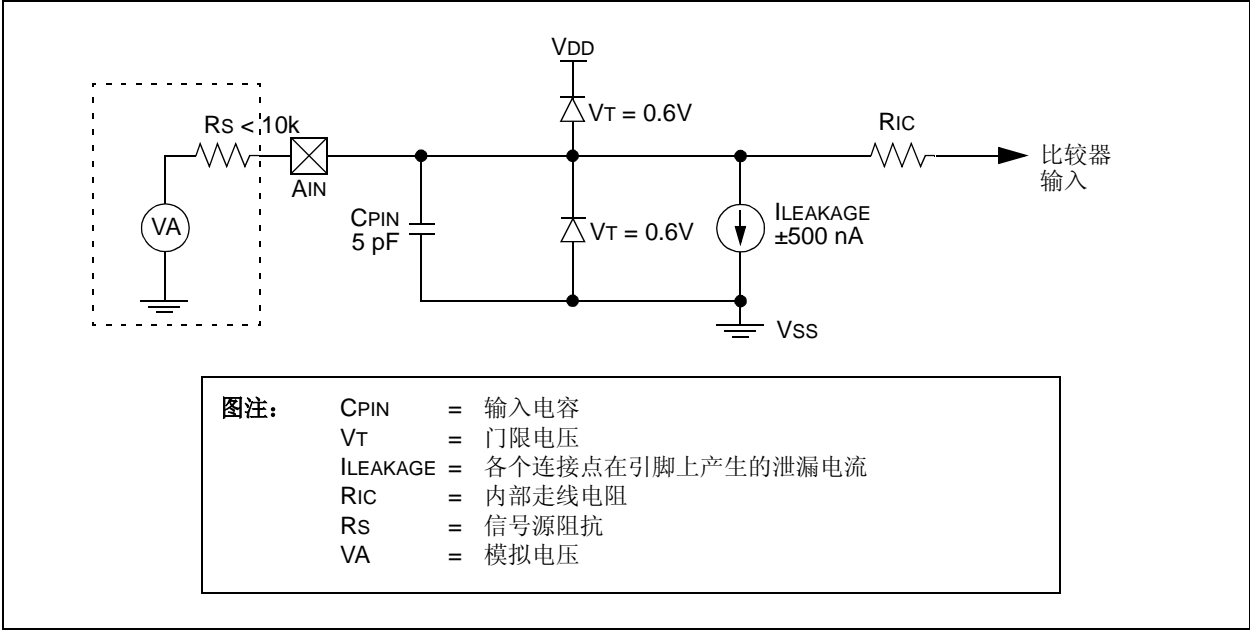 VDD
VT = 0.6V
RS < 10k
RIC
AIN
比较器
输入
CPIN
5 pF
VA
VT = 0.6V
ILEAKAGE
±500 nA
VSS
图注： CPIN = 输入电容
VT = 门限电压
ILEAKAGE = 各个连接点在引脚上产生的泄漏电流
RIC = 内部走线电阻
RS = 信号源阻抗
VA = 模拟电压